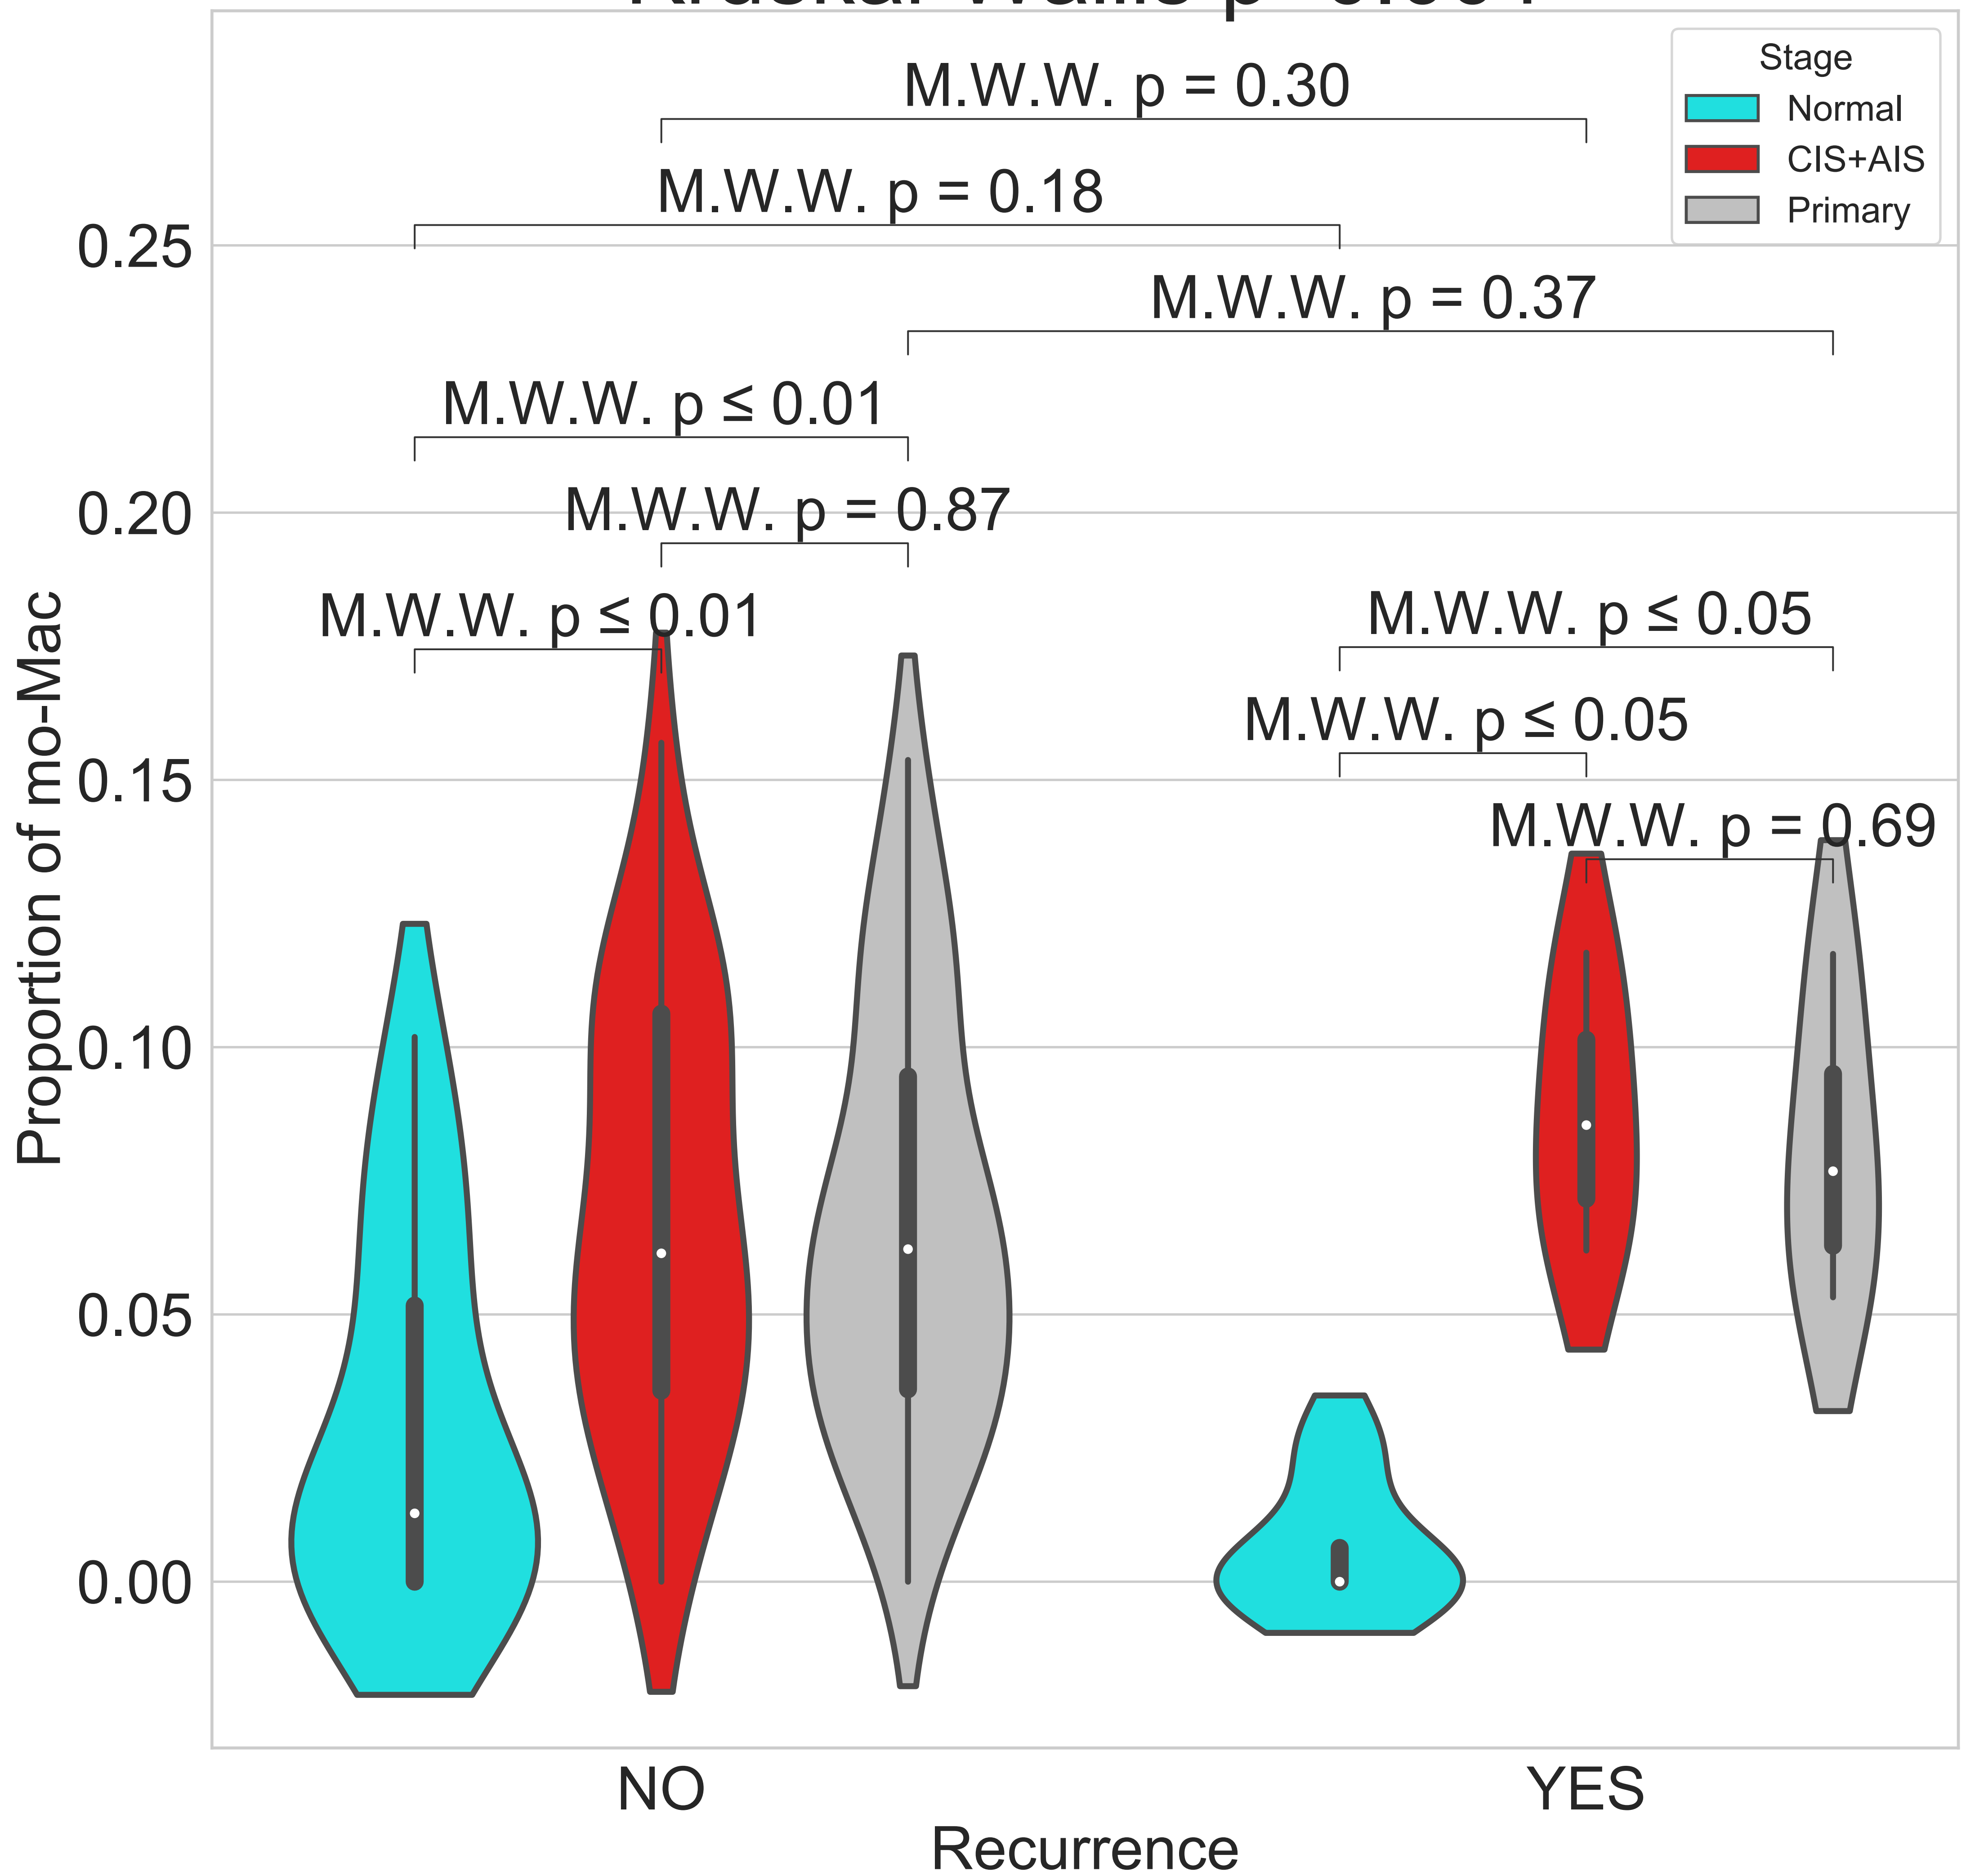 Stage
Normal
CIS+AIS
Primary
M.W.W. p = 0.30
M.W.W. p = 0.18
M.W.W. p = 0.37
M.W.W. p ≤ 0.01
M.W.W. p = 0.87
M.W.W. p ≤ 0.01
M.W.W. p ≤ 0.05
M.W.W. p ≤ 0.05
M.W.W. p = 0.69
Proportion of mo-Mac
0.25
0.20
0.15
0.10
0.05
0.00
NO
YES
Recurrence